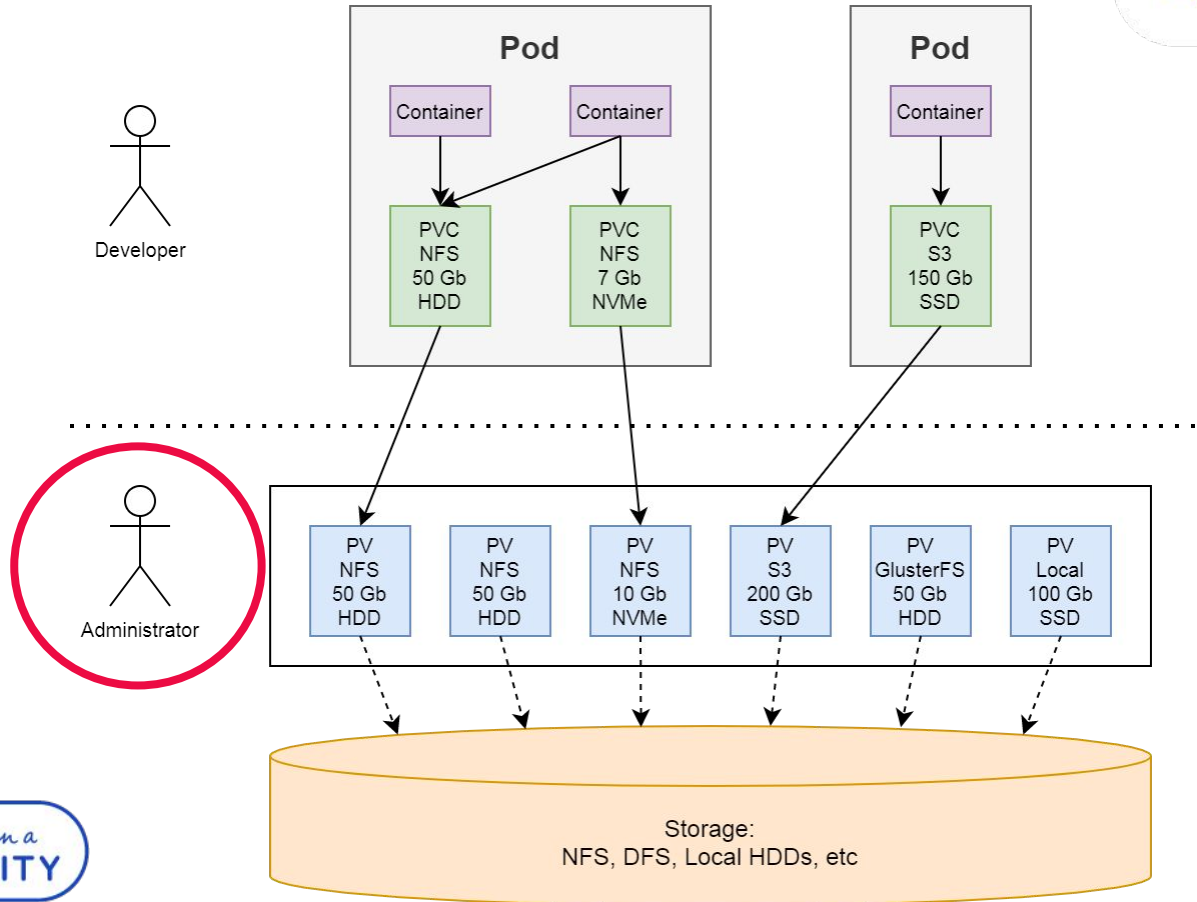 Pod
Pod
Container
Container
Container
Developer
PVC
NFS
50 Gb
HDD
PVC
NFS
7 Gb
NVMe
PVC
S3
150 Gb
SSD
Administrator
PV
NFS
50 Gb
HDD
PV
NFS
50 Gb
HDD
PV
NFS
10 Gb
NVMe
PV
S3
200 Gb
SSD
PV
GlusterFS
50 Gb
HDD
PV
Local
100 Gb
SSD
Storage:
NFS, DFS, Local HDDs, etc